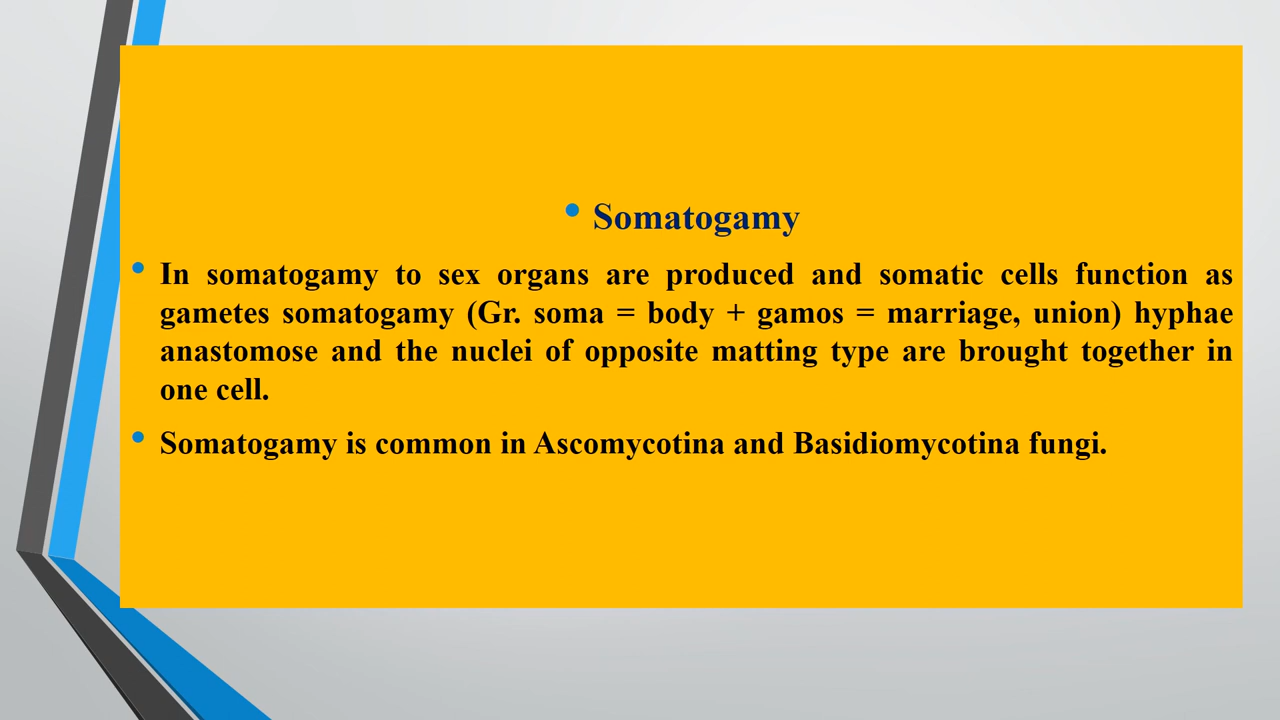 • Somatogamy
• In somatogamy to sex organs are produced and somatic cells function as
gametes somatogamy (Gr. soma = body + gamos = marriage, union) hyphae
anastomose and the nuclei of opposite matting type are brought together in
one cell.
• Somatogamy is common in Ascomycotina and Basidiomycotina fungi.